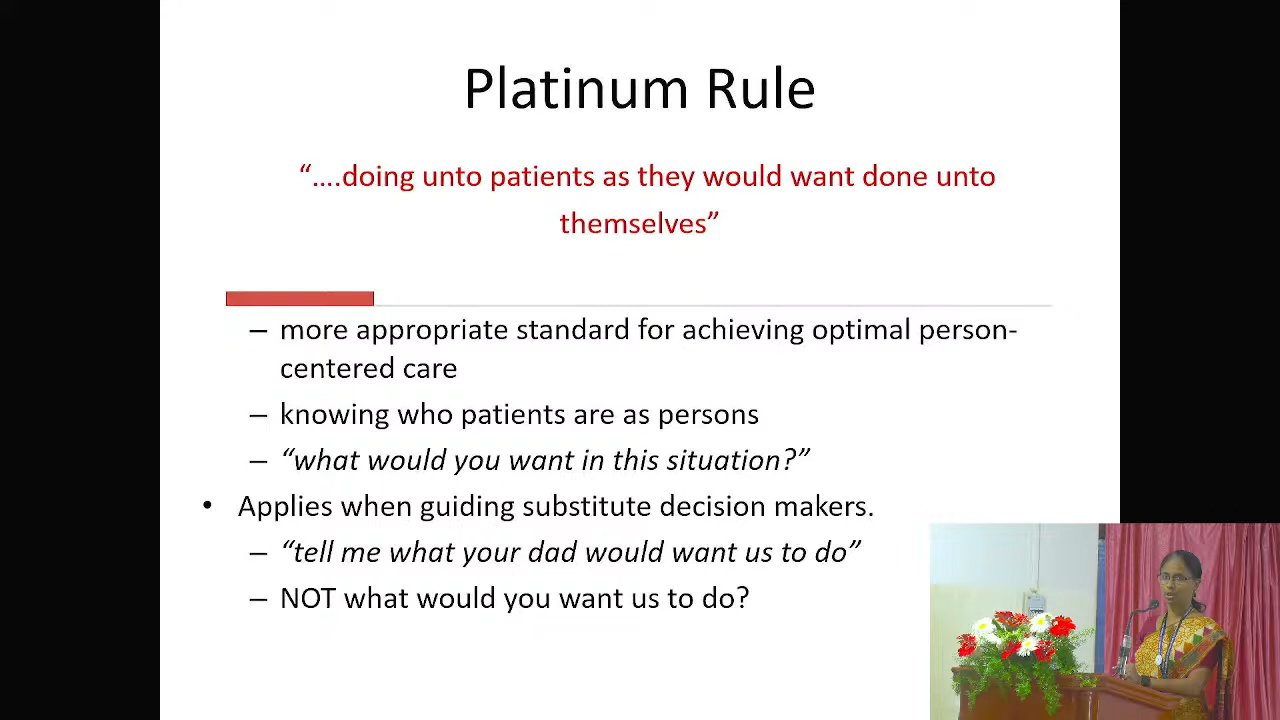 Platinum Rule
“….doing unto patients as they would want done unto
themselves”
– more appropriate standard for achieving optimal person-
centered care
– knowing who patients are as persons
– “what would you want in this situation?”
• Applies when guiding substitute decision makers.
– “tell me what your dad would want us to do”
– NOT what would you want us to do?